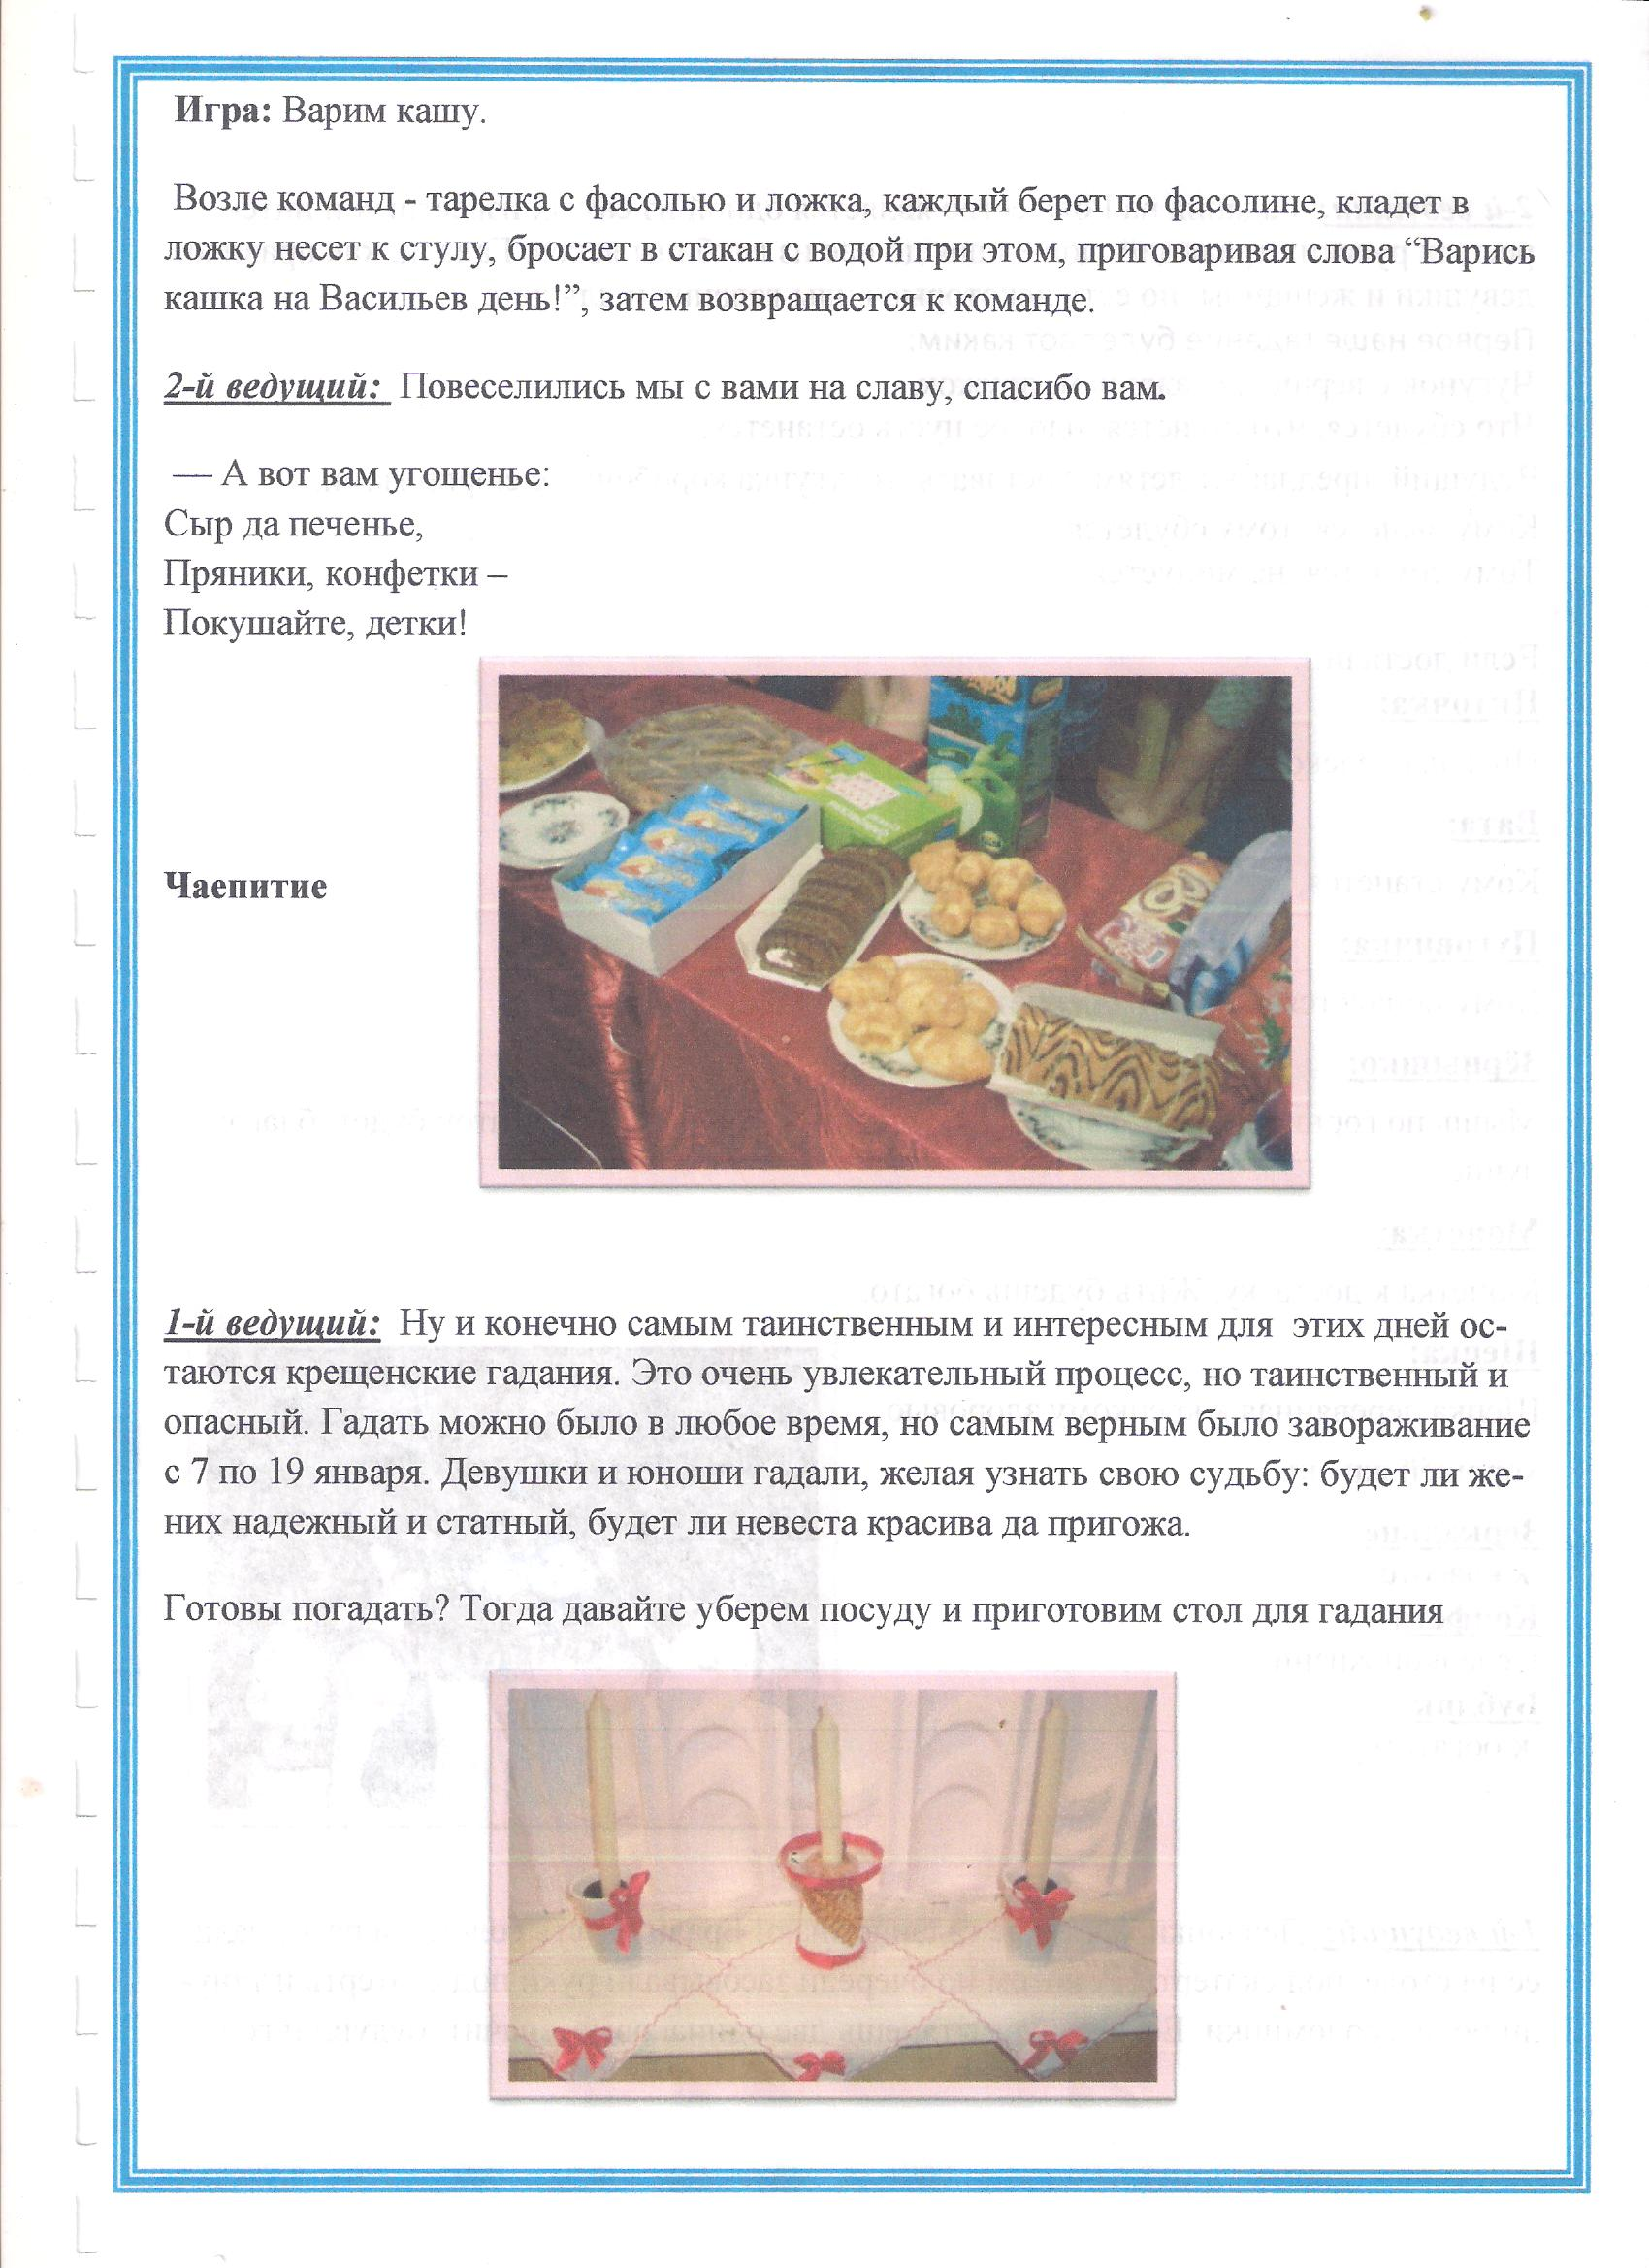 Игра: Варим кашу.
Возле команд - тарелка с фасолью и ложка, каждый берет по фасолине, кладет в
ложку несет к стулу, бросает в стакан с водой при этом, приговаривая слова “Варись
кашка на Васильев день!”, затем возвращается к команде.
2-й ведущий: Повеселились мы с вами на славу, спасибо вам.
— А вот вам угощенье:
Сыр да печенье,
Пряники, конфетки –
Покушайте, детки!
Чаепитие
1-й ведущий: Ну и конечно самым таинственным и интересным для этих дней ос-
таются крещенские гадания. Это очень увлекательный процесс, но таинственный и
опасный. Гадать можно было в любое время, но самым верным было завораживание
с 7 по 19 января. Девушки и юноши гадали, желая узнать свою судьбу: будет ли же-
них надежный и статный, будет ли невеста красива да пригожа.
Готовы погадать? Тогда давайте уберем посуду и приготовим стол для гадания